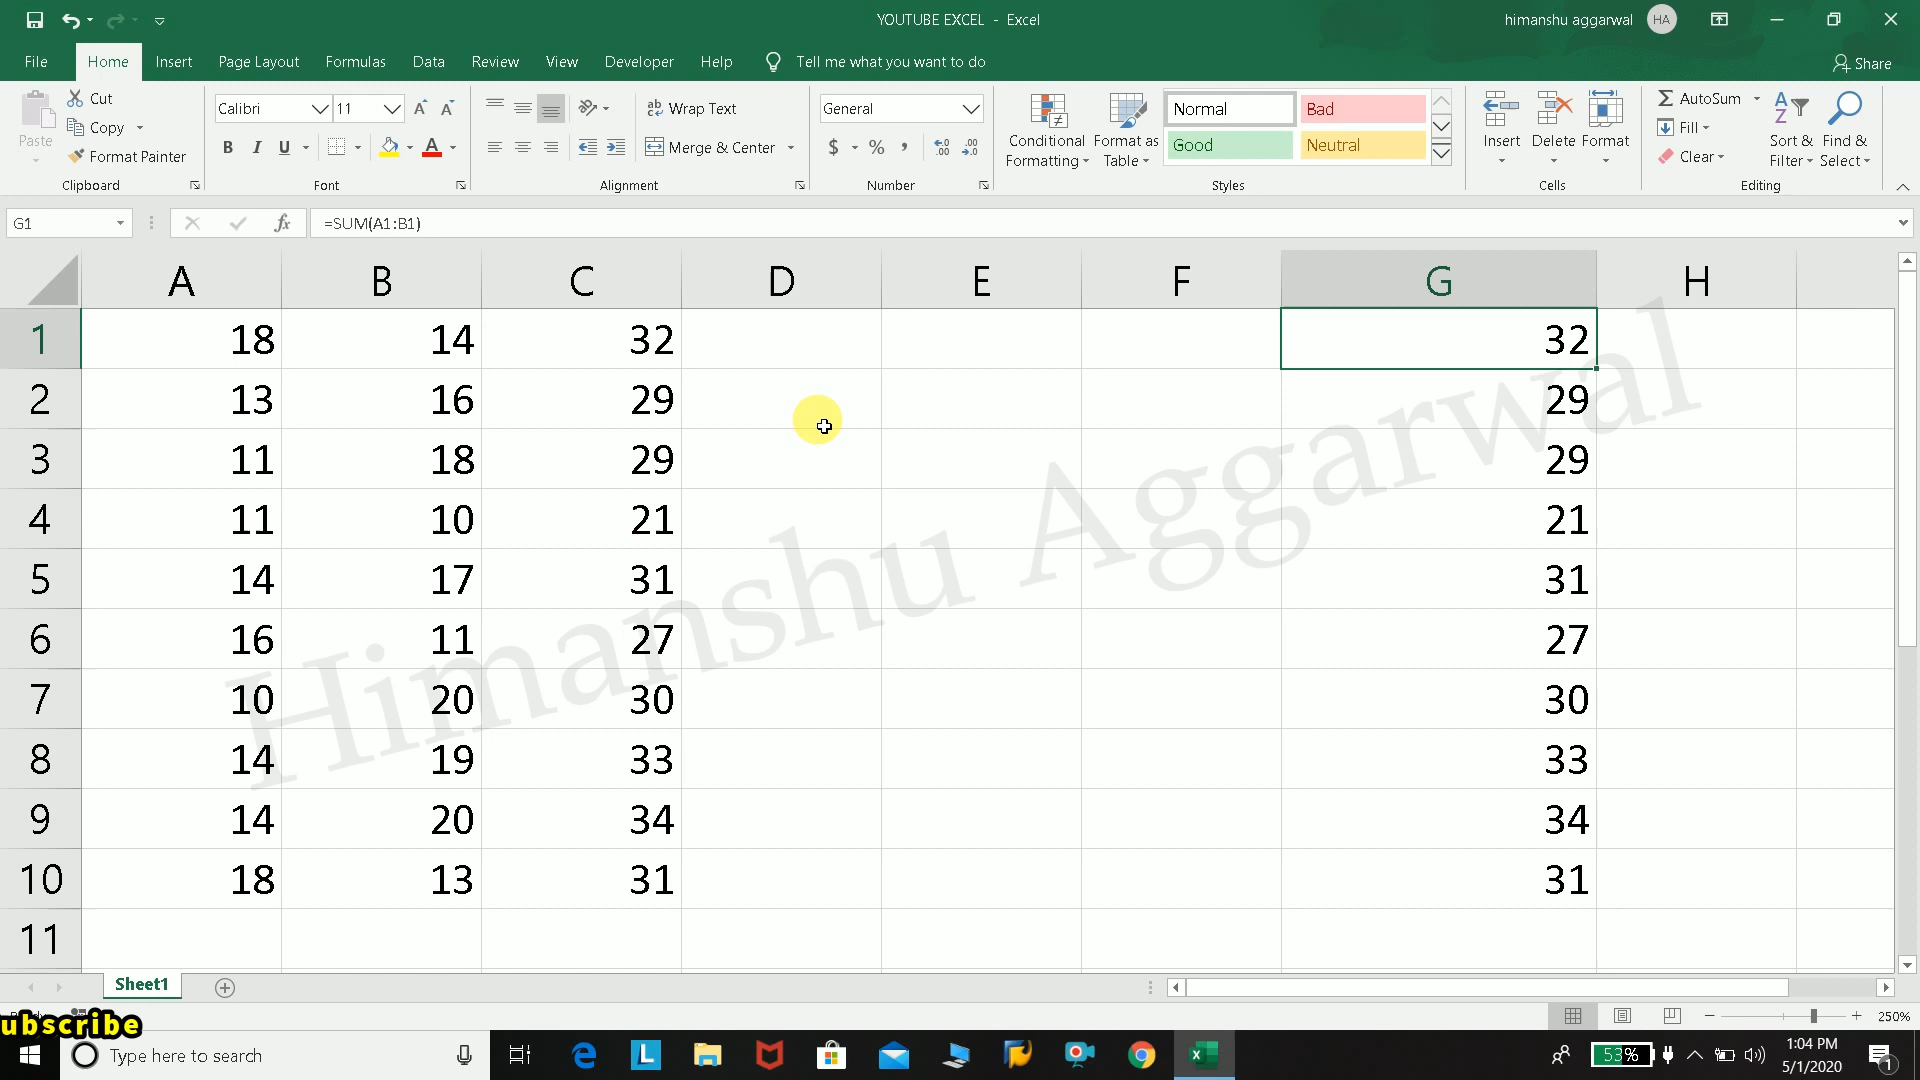 YOUTUBE EXCEL - Excel
himanshu aggarwal HA
File Home Insert Page Layout Formulas Data Review View Developer Help Tell me what you want to do Share
Paste Cut Copy Format Painter
Calibri 11
B I U A
ab Wrap Text
Merge & Center
General
$ % ,
Conditional Formatting Format as Table
Normal Bad
Good Neutral
Insert Delete Format
AutoSum
Fill
Clear
Sort & Filter Find & Select
Clipboard Font Alignment Number Styles Cells Editing
G1 fx =SUM(A1:B1)
A B C D E F G H
1 18 14 32 32
2 13 16 29 29
3 11 18 29 29
4 11 10 21 21
5 14 17 31 31
6 16 11 27 27
7 10 20 30 30
8 14 19 33 33
9 14 20 34 34
10 18 13 31 31
11
Himanshu Aggarwal
Sheet1
ubscribe
250%
Type here to search
53%
1:04 PM
5/1/2020
1